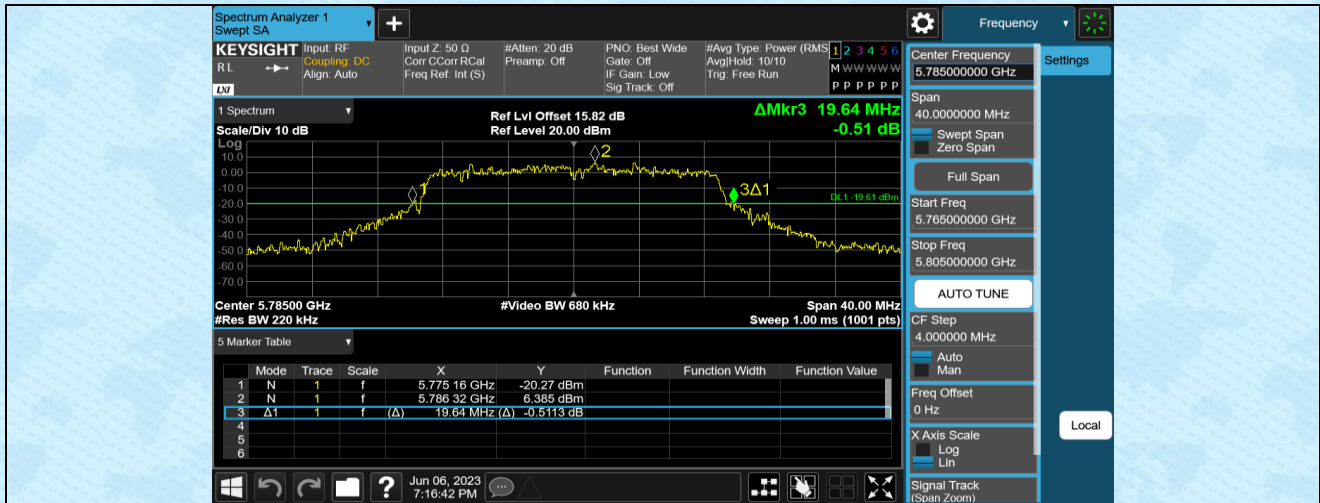 Spectrum Analyzer 1
Swept SA
+
Frequency
KEYSIGHT
RL
LXI
Input: RF
Coupling: DC
Align: Auto
Input Z: 50 Ω
Corr CCorr RCal
Freq Ref: Int (S)
#Atten: 20 dB
Preamp: Off
PNO: Best Wide
Gate: Off
IF Gain: Low
Sig Track: Off
#Avg Type: Power (RMS
Avg|Hold: 10/10
Trig: Free Run
1 2 3 4 5 6
M W W W W W
P P P P P P
1 Spectrum
Scale/Div 10 dB
Ref Lvl Offset 15.82 dB
Ref Level 20.00 dBm
ΔMkr3 19.64 MHz
-0.51 dB
Log
10.0
0.00
-10.0
-20.0
-30.0
-40.0
-50.0
-60.0
-70.0
1
2
3Δ1
DL1 -19.61 dBm
Center 5.78500 GHz
#Res BW 220 kHz
#Video BW 680 kHz
Span 40.00 MHz
Sweep 1.00 ms (1001 pts)
5 Marker Table
Mode Trace Scale X Y Function Function Width Function Value
1 N 1 f 5.775 16 GHz -20.27 dBm
2 N 1 f 5.786 32 GHz 6.385 dBm
3 Δ1 1 f (Δ) 19.64 MHz (Δ) -0.5113 dB
4
5
6
?
Jun 06, 2023
7:16:42 PM
Center Frequency
5.785000000 GHz
Settings
Span
40.0000000 MHz
Swept Span
Zero Span
Full Span
Start Freq
5.765000000 GHz
Stop Freq
5.805000000 GHz
AUTO TUNE
CF Step
4.000000 MHz
Auto
Man
Freq Offset
0 Hz
Local
X Axis Scale
Log
Lin
Signal Track
(Span Zoom)